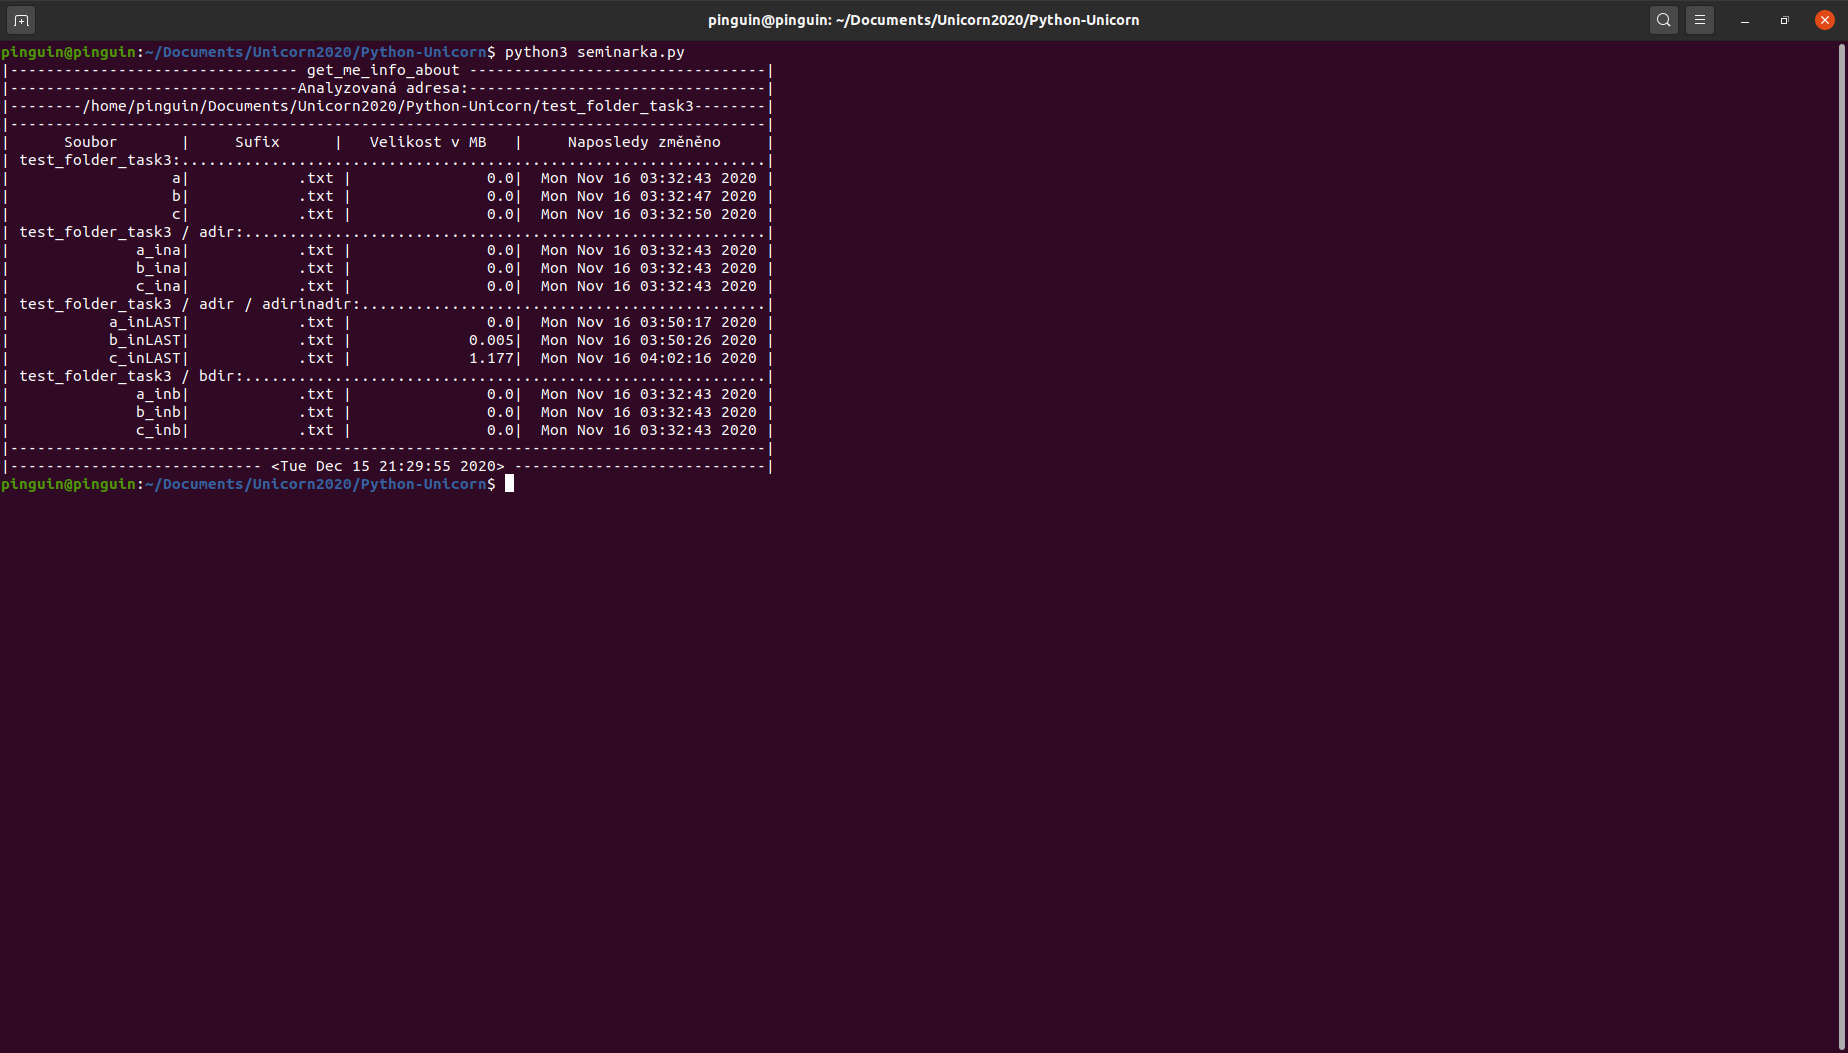 pinguin@pinguin: ~/Documents/Unicorn2020/Python-Unicorn
pinguin@pinguin:~/Documents/Unicorn2020/Python-Unicorn$ python3 seminarka.py
|-------------------------------- get_me_info_about ---------------------------------|
|--------------------------------Analyzovaná adresa:---------------------------------|
|--------/home/pinguin/Documents/Unicorn2020/Python-Unicorn/test_folder_task3--------|
|------------------------------------------------------------------------------------|
|      Soubor       |     Sufix      |   Velikost v MB   |     Naposledy změněno     |
| test_folder_task3:.................................................................|
|                  a|            .txt |               0.0|  Mon Nov 16 03:32:43 2020 |
|                  b|            .txt |               0.0|  Mon Nov 16 03:32:47 2020 |
|                  c|            .txt |               0.0|  Mon Nov 16 03:32:50 2020 |
| test_folder_task3 / adir:..........................................................|
|              a_ina|            .txt |               0.0|  Mon Nov 16 03:32:43 2020 |
|              b_ina|            .txt |               0.0|  Mon Nov 16 03:32:43 2020 |
|              c_ina|            .txt |               0.0|  Mon Nov 16 03:32:43 2020 |
| test_folder_task3 / adir / adirinadir:.............................................|
|           a_inLAST|            .txt |               0.0|  Mon Nov 16 03:50:17 2020 |
|           b_inLAST|            .txt |             0.005|  Mon Nov 16 03:50:26 2020 |
|           c_inLAST|            .txt |             1.177|  Mon Nov 16 04:02:16 2020 |
| test_folder_task3 / bdir:..........................................................|
|              a_inb|            .txt |               0.0|  Mon Nov 16 03:32:43 2020 |
|              b_inb|            .txt |               0.0|  Mon Nov 16 03:32:43 2020 |
|              c_inb|            .txt |               0.0|  Mon Nov 16 03:32:43 2020 |
|------------------------------------------------------------------------------------|
|---------------------------- <Tue Dec 15 21:29:55 2020> ----------------------------|
pinguin@pinguin:~/Documents/Unicorn2020/Python-Unicorn$